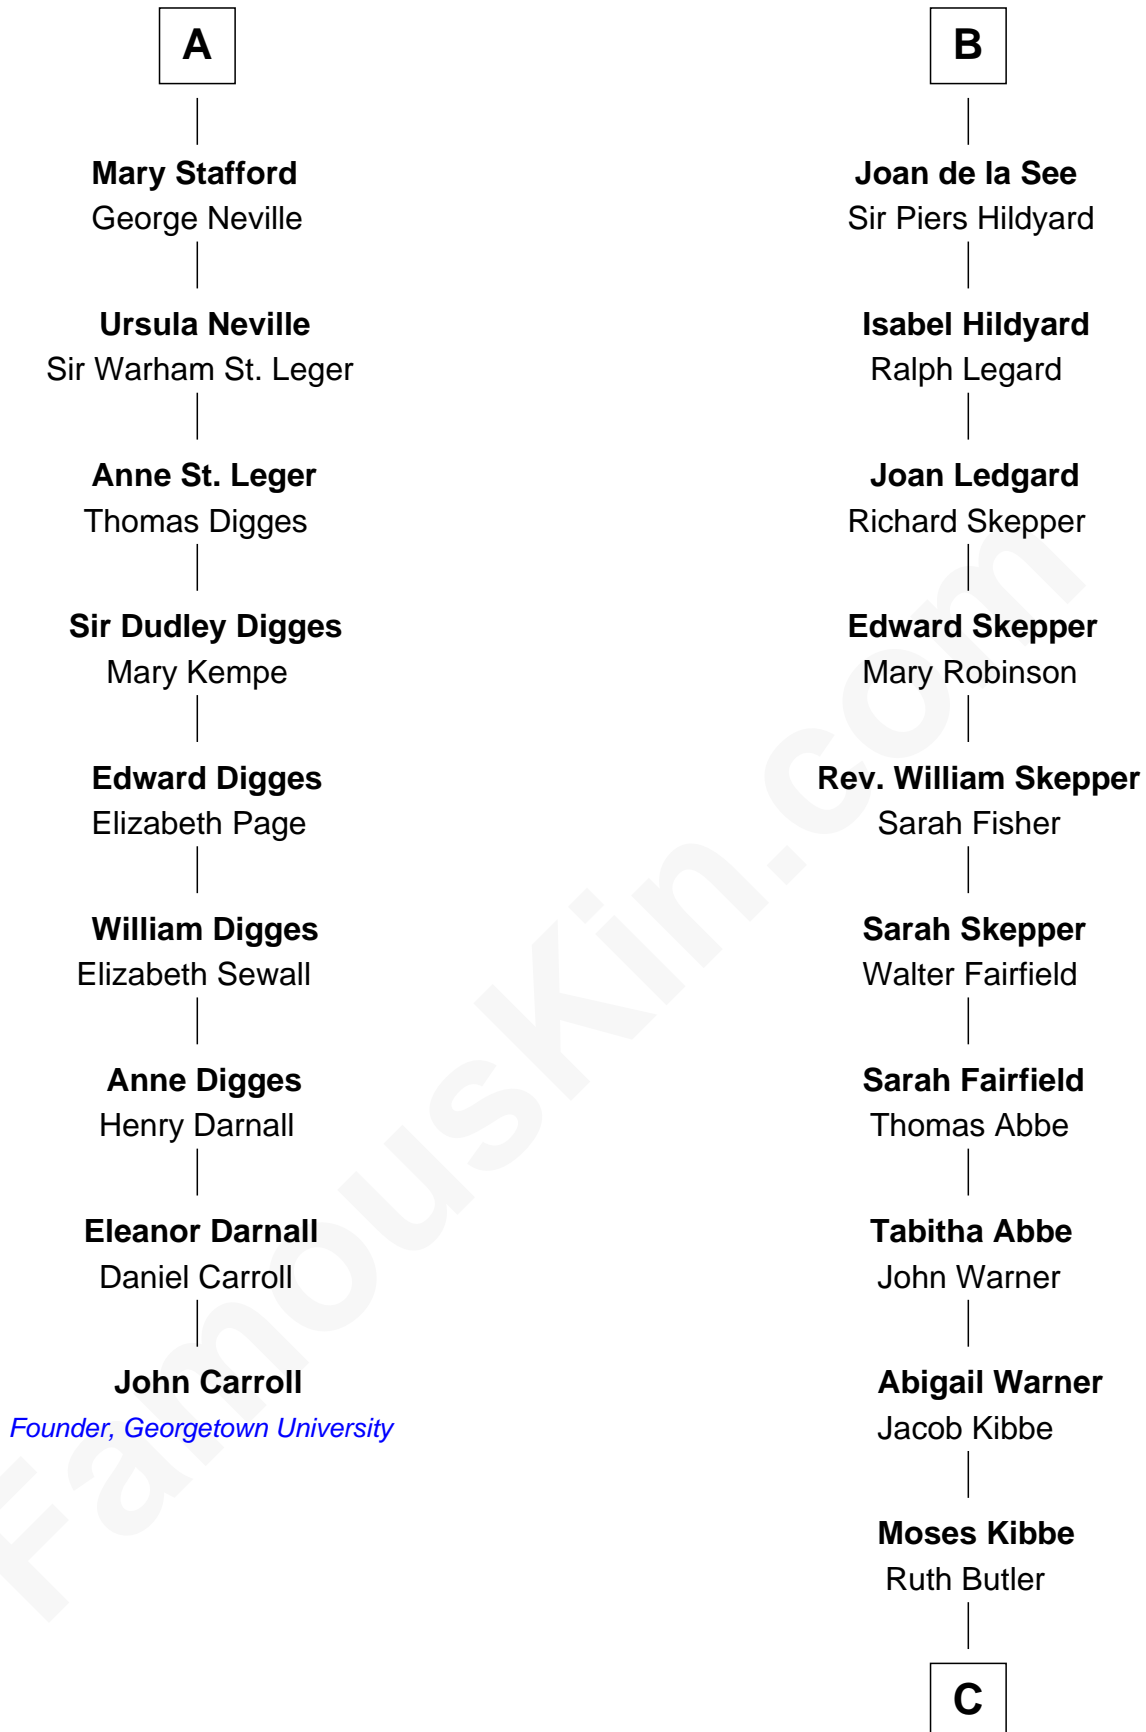 A
Mary Stafford
George Neville
Ursula Neville
Sir Warham St. Leger
Anne St. Leger
Thomas Digges
Sir Dudley Digges
Mary Kempe
Edward Digges
Elizabeth Page
William Digges
Elizabeth Sewall
Anne Digges
Henry Darnall
Eleanor Darnall
Daniel Carroll
John Carroll
Founder, Georgetown University
B
Joan de la See
Sir Piers Hildyard
Isabel Hildyard
Ralph Legard
Joan Ledgard
Richard Skepper
Edward Skepper
Mary Robinson
Rev. William Skepper
Sarah Fisher
Sarah Skepper
Walter Fairfield
Sarah Fairfield
Thomas Abbe
Tabitha Abbe
John Warner
Abigail Warner
Jacob Kibbe
Moses Kibbe
Ruth Butler
C
FamousKin.com